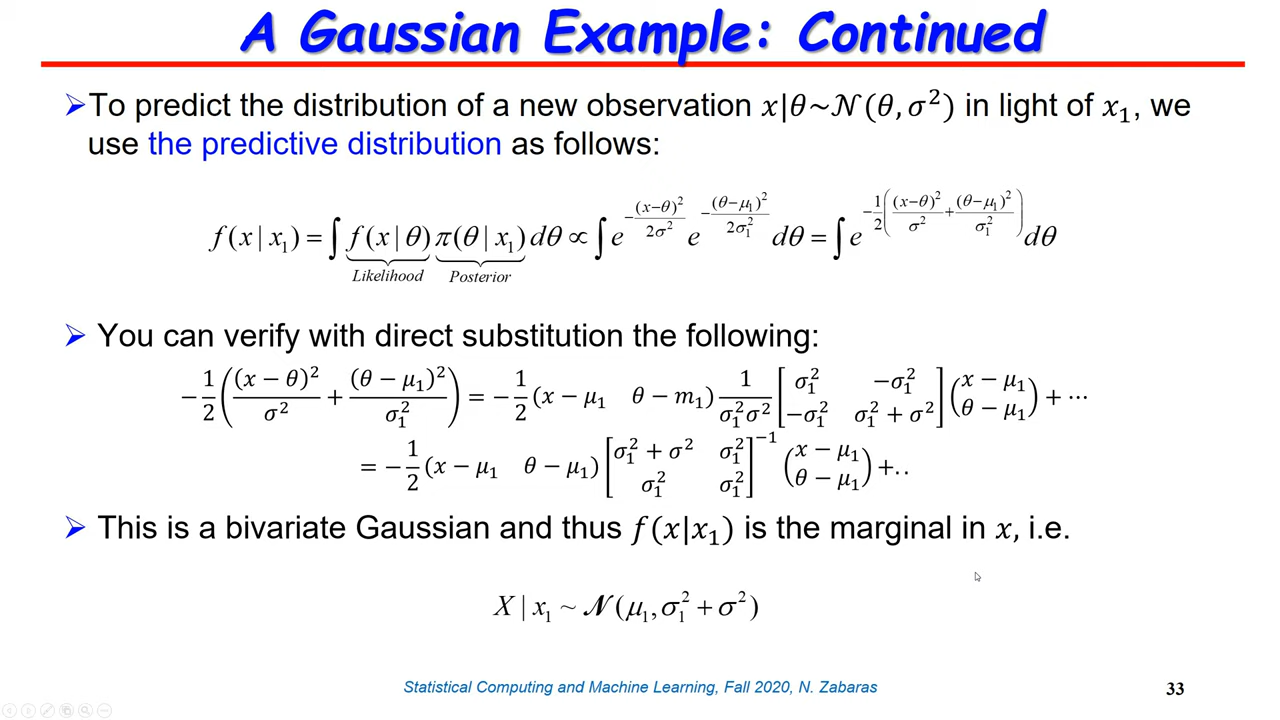 A Gaussian Example: Continued
➢To predict the distribution of a new observation x|θ~𝒩(θ, σ²) in light of x₁, we
use the predictive distribution as follows:
f(x | x₁) = ∫ f(x | θ) π(θ | x₁) dθ ∝ ∫ e^{−(x−θ)²/2σ²} e^{−(θ−μ₁)²/2σ₁²} dθ = ∫ e^{−1/2((x−θ)²/σ² + (θ−μ₁)²/σ₁²)} dθ
Likelihood Posterior
➢ You can verify with direct substitution the following:
−1/2((x − θ)²/σ² + (θ − μ₁)²/σ₁²) = −1/2(x − μ₁ θ − m₁) 1/(σ₁²σ²) [σ₁² −σ₁²; −σ₁² σ₁² + σ²] (x − μ₁; θ − μ₁) + ⋯
= −1/2(x − μ₁ θ − μ₁) [σ₁² + σ² σ₁²; σ₁² σ₁²]⁻¹ (x − μ₁; θ − μ₁) +..
➢ This is a bivariate Gaussian and thus f(x|x₁) is the marginal in x, i.e.
X | x₁ ~ 𝒩(μ₁, σ₁² + σ²)
Statistical Computing and Machine Learning, Fall 2020, N. Zabaras
33